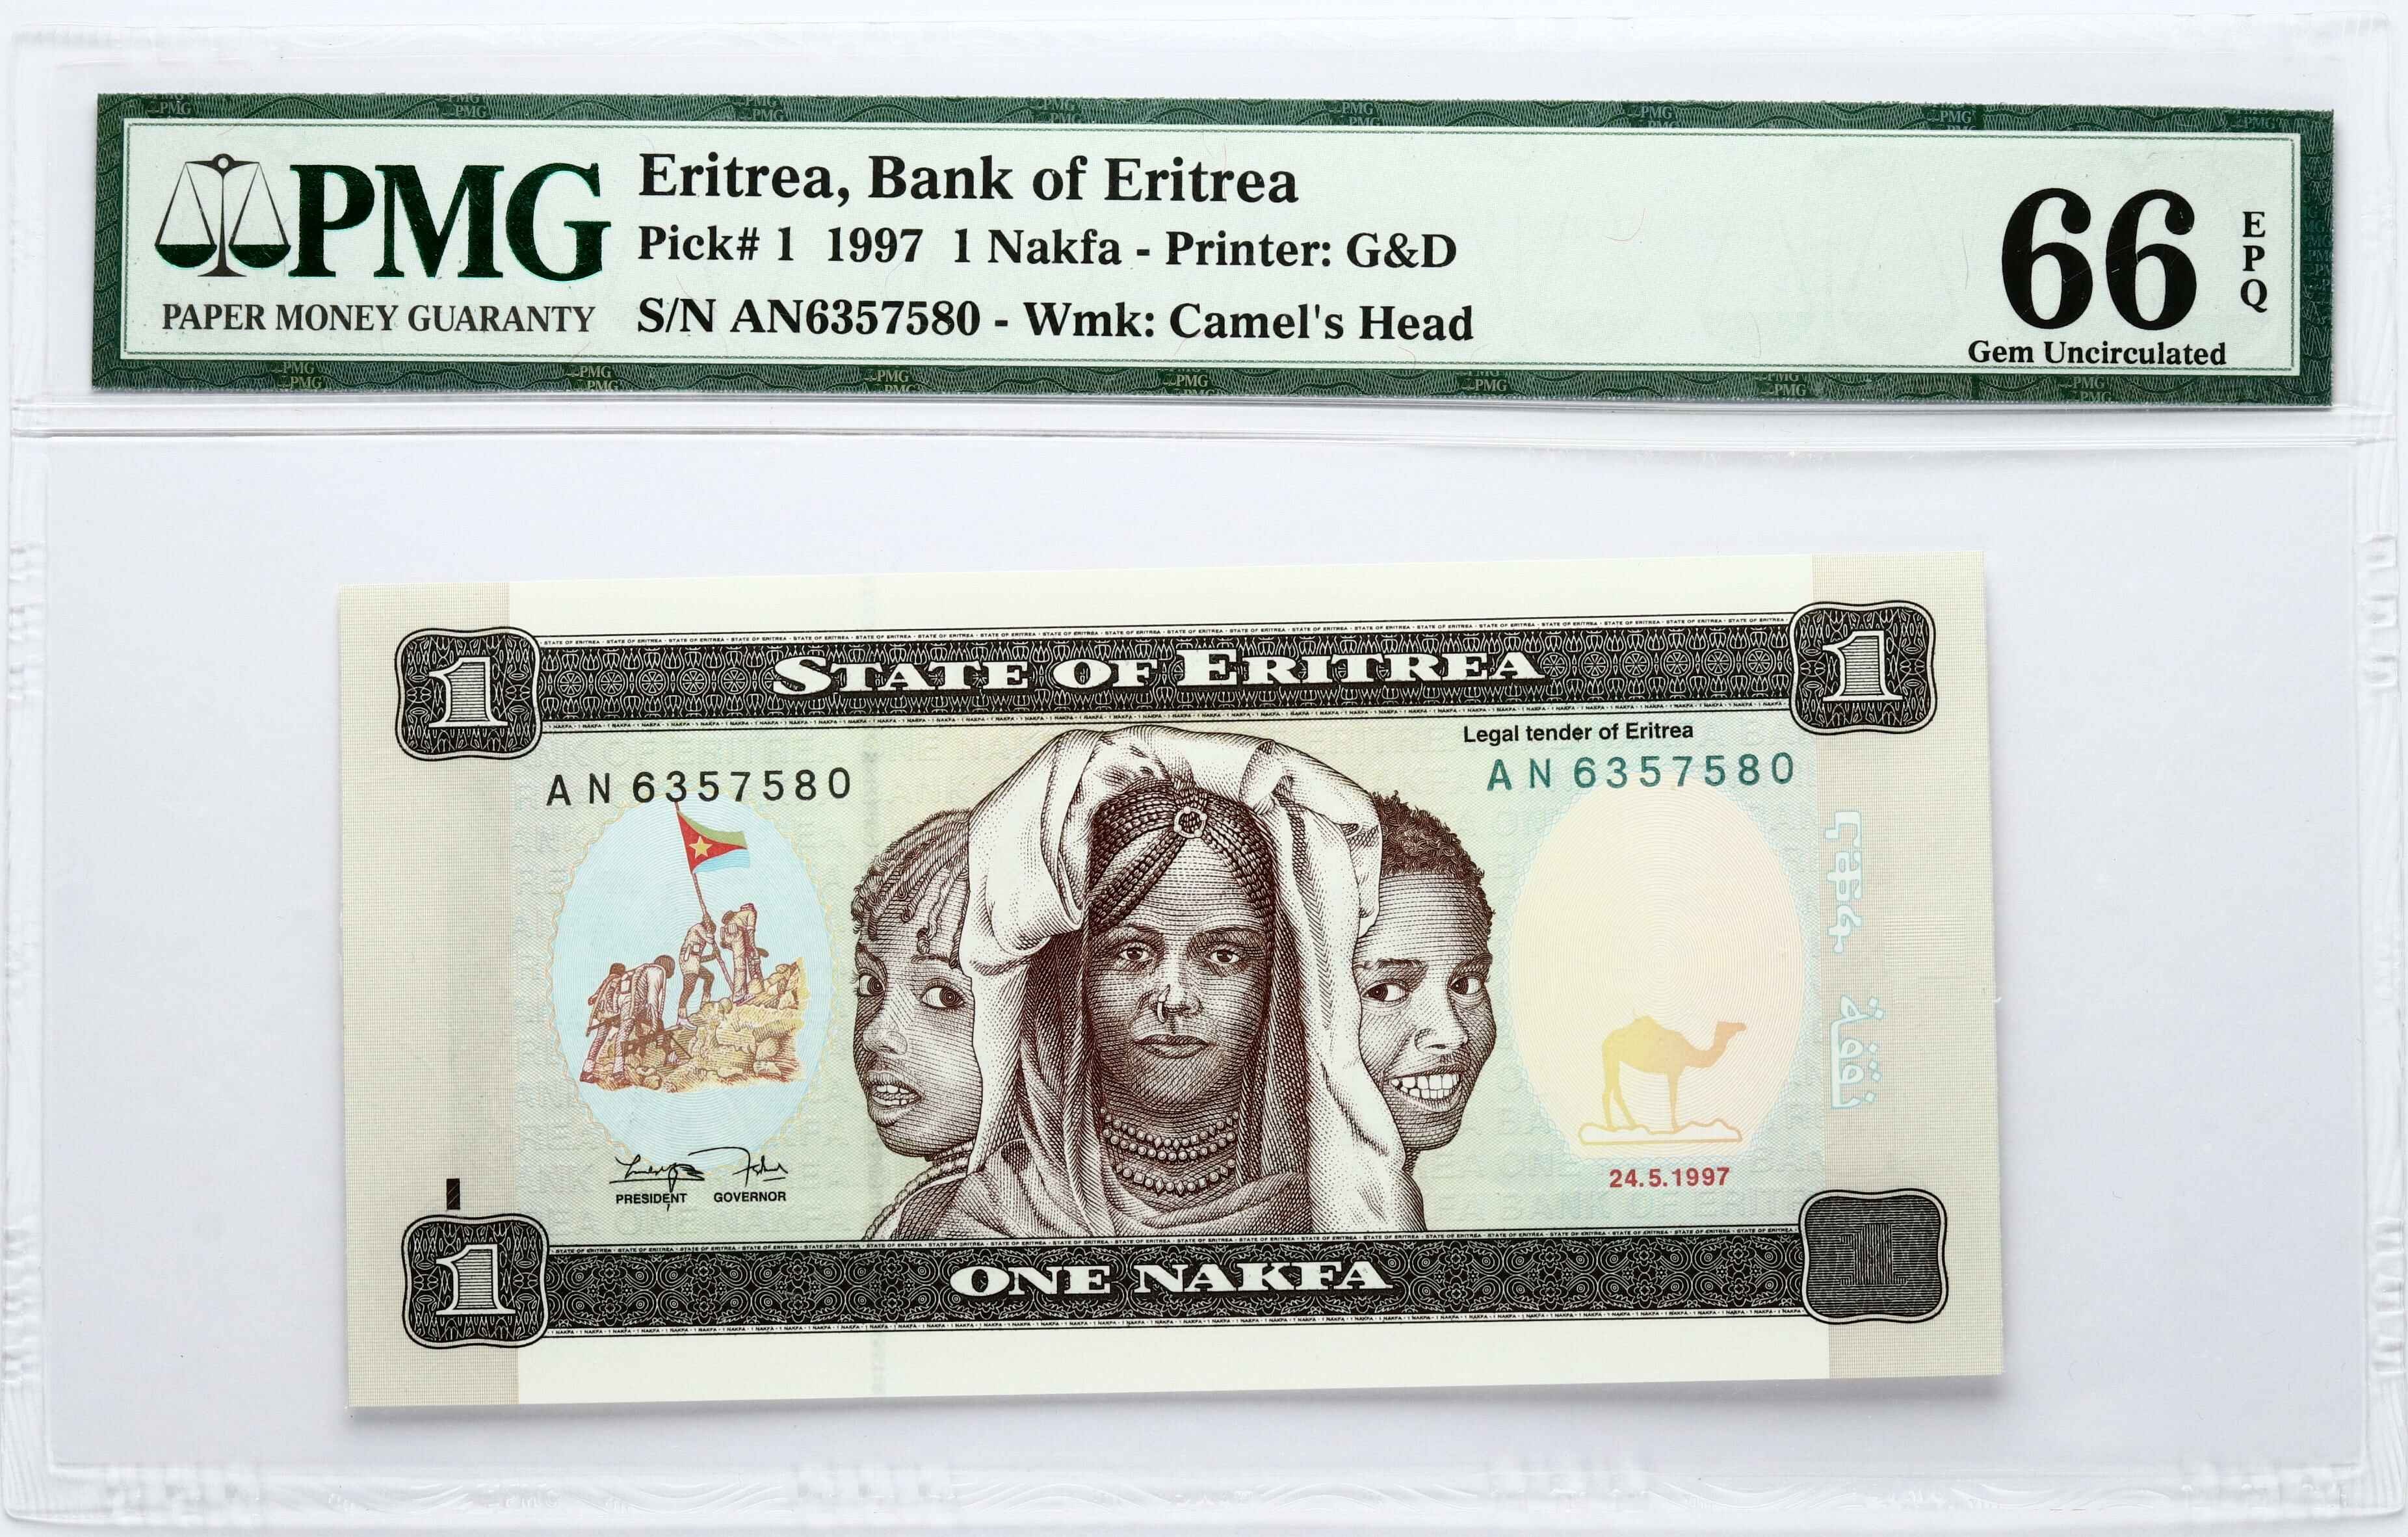 PMG
PAPER MONEY GUARANTY
Eritrea, Bank of Eritrea
Pick# 1 1997 1 Nakfa - Printer: G&D
S/N AN6357580 - Wmk: Camel's Head
66
EPQ
Gem Uncirculated
1
STATE OF ERITREA
1
Legal tender of Eritrea
AN 6357580
AN 6357580
ናቕፋ
نقفة
PRESIDENT GOVERNOR
24.5.1997
1
ONE NAKFA
1